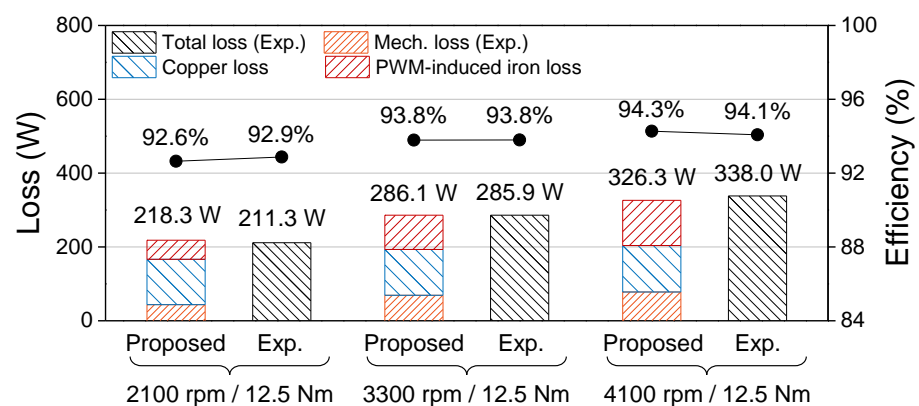 800
600
400
200
0
Loss (W)
Total loss (Exp.)
Mech. loss (Exp.)
Copper loss
PWM-induced iron loss
92.6%
92.9%
93.8%
93.8%
94.3%
94.1%
218.3 W
211.3 W
286.1 W
285.9 W
326.3 W
338.0 W
100
96
92
88
84
Efficiency (%)
Proposed
Exp.
Proposed
Exp.
Proposed
Exp.
2100 rpm / 12.5 Nm
3300 rpm / 12.5 Nm
4100 rpm / 12.5 Nm